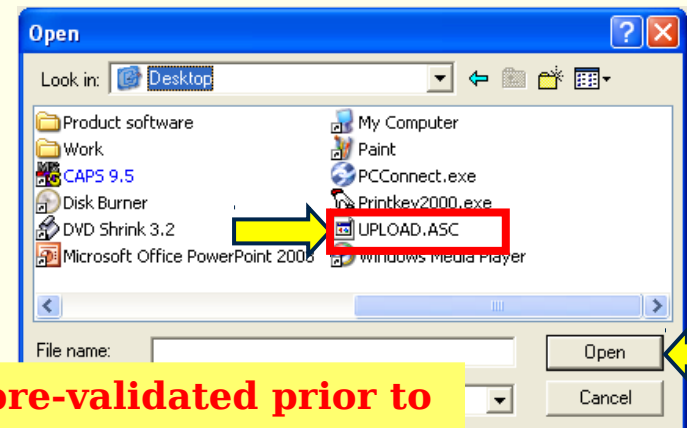 Open
Look in: Desktop
Product software
Work
CAPS 9.5
Disk Burner
DVD Shrink 3.2
Microsoft Office PowerPoint 2003
My Computer
Paint
PCConnect.exe
Printkey2000.exe
UPLOAD.ASC
Windows Media Player
File name:
Open
pre-validated prior to
Cancel